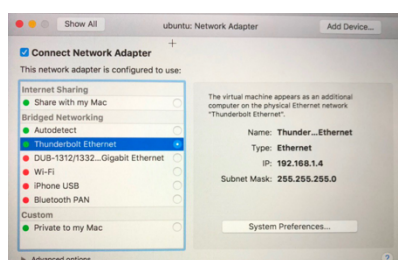 Show All
ubuntu: Network Adapter
Add Device...
Connect Network Adapter
This network adapter is configured to use:
Internet Sharing
Share with my Mac
Bridged Networking
Autodetect
Thunderbolt Ethernet
DUB-1312/1332...Gigabit Ethernet
Wi-Fi
iPhone USB
Bluetooth PAN
Custom
Private to my Mac
Advanced options
The virtual machine appears as an additional
computer on the physical Ethernet network
"Thunderbolt Ethernet".
Name: Thunder...Ethernet
Type: Ethernet
IP: 192.168.1.4
Subnet Mask: 255.255.255.0
System Preferences...
?